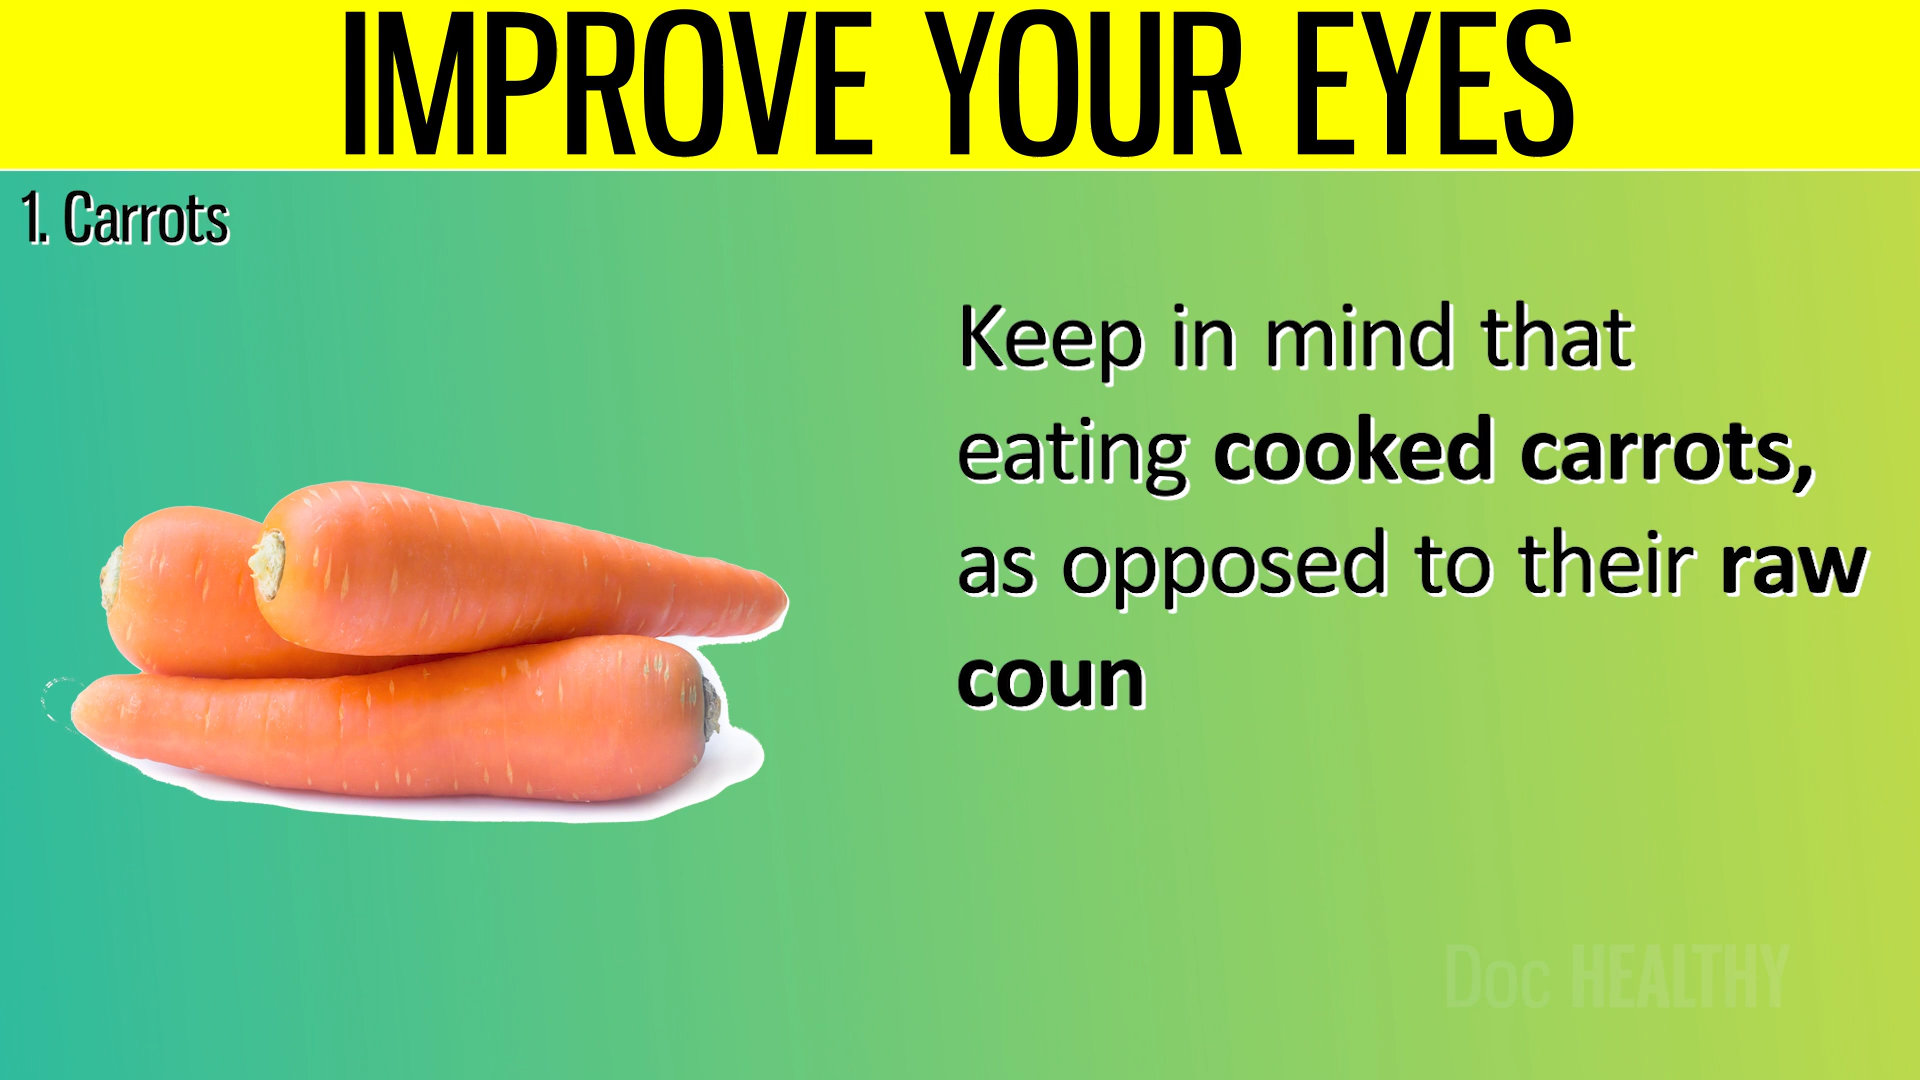 IMPROVE YOUR EYES
1. Carrots
Keep in mind that
eating cooked carrots,
as opposed to their raw
coun
Doc HEALTHY